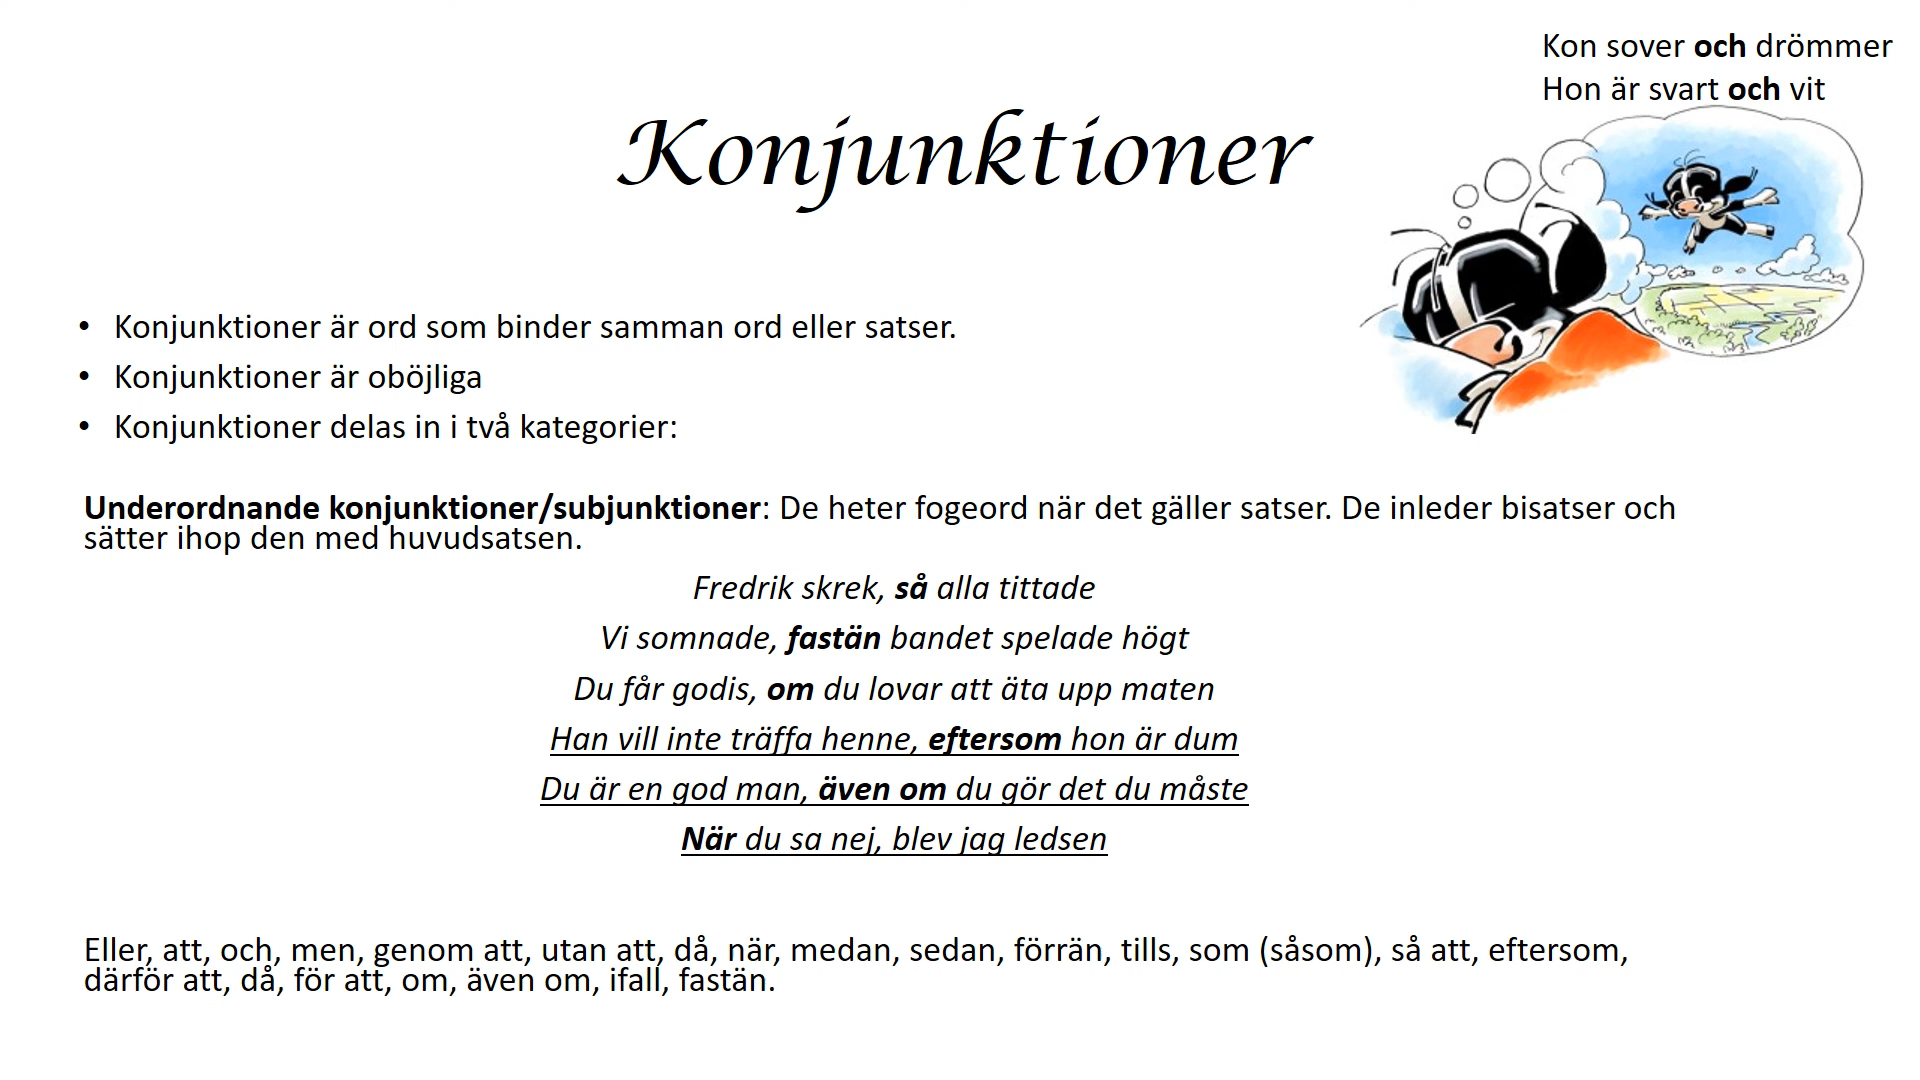 Kon sover och drömmer
Hon är svart och vit
Konjunktioner
• Konjunktioner är ord som binder samman ord eller satser.
• Konjunktioner är oböjliga
• Konjunktioner delas in i två kategorier:
Underordnande konjunktioner/subjunktioner: De heter fogeord när det gäller satser. De inleder bisatser och
sätter ihop den med huvudsatsen.
Fredrik skrek, så alla tittade
Vi somnade, fastän bandet spelade högt
Du får godis, om du lovar att äta upp maten
Han vill inte träffa henne, eftersom hon är dum
Du är en god man, även om du gör det du måste
När du sa nej, blev jag ledsen
Eller, att, och, men, genom att, utan att, då, när, medan, sedan, förrän, tills, som (såsom), så att, eftersom,
därför att, då, för att, om, även om, ifall, fastän.